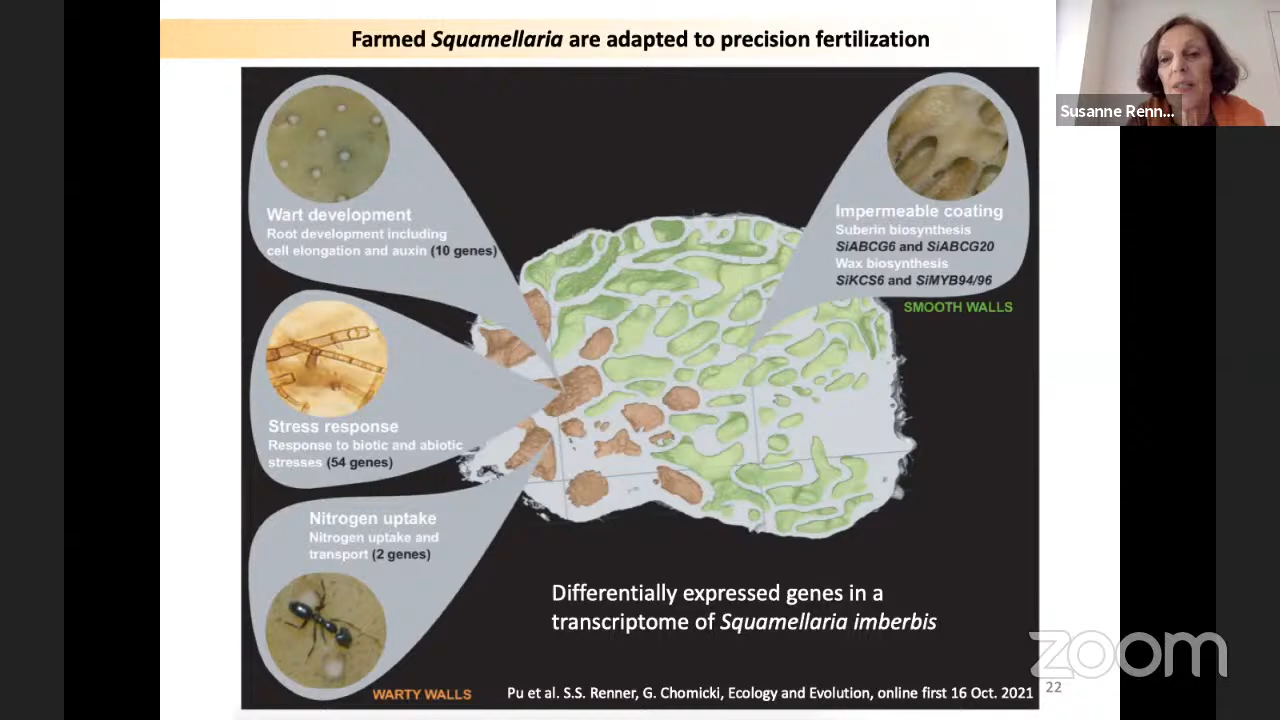 Farmed Squamellaria are adapted to precision fertilization
Susanne Renn...
Wart development
Root development including
cell elongation and auxin (10 genes)
Impermeable coating
Suberin biosynthesis
SiABCG6 and SiABCG20
Wax biosynthesis
SiKCS6 and SiMYB94/96
SMOOTH WALLS
Stress response
Response to biotic and abiotic
stresses (54 genes)
Nitrogen uptake
Nitrogen uptake and
transport (2 genes)
Differentially expressed genes in a
transcriptome of Squamellaria imberbis
WARTY WALLS
Pu et al. S.S. Renner, G. Chomicki, Ecology and Evolution, online first 16 Oct. 2021
22
zoom